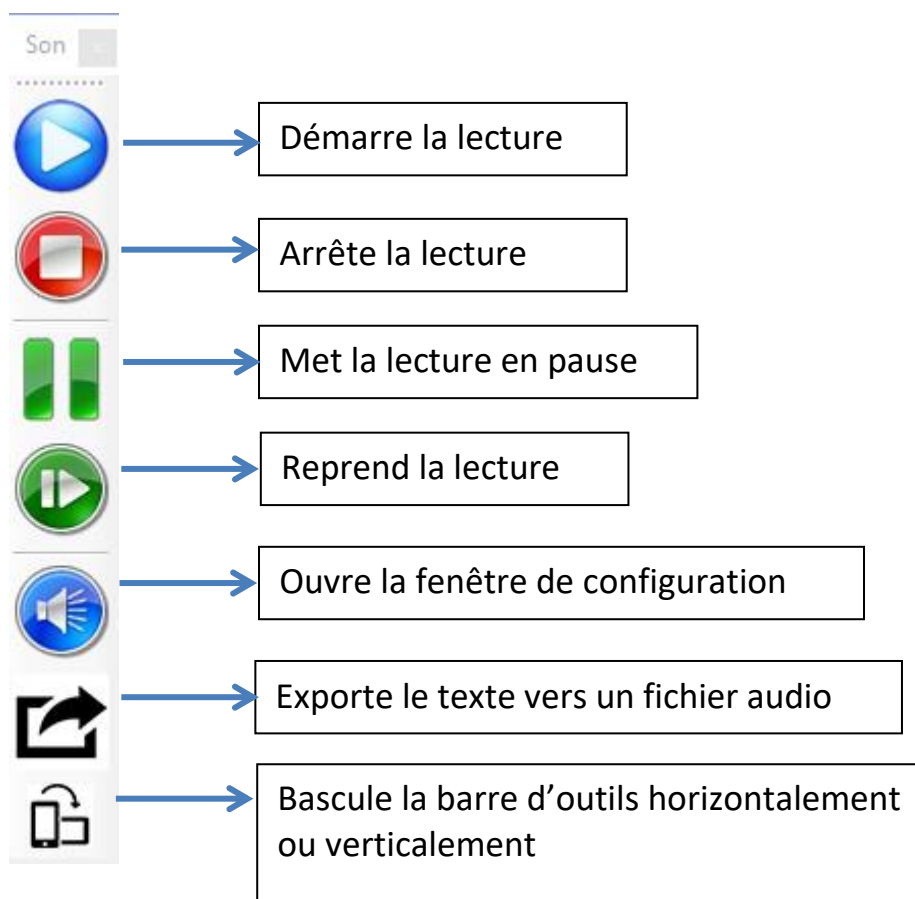 Son
Démarre la lecture
Arrête la lecture
Met la lecture en pause
Reprend la lecture
Ouvre la fenêtre de configuration
Exporte le texte vers un fichier audio
Bascule la barre d’outils horizontalement
ou verticalement